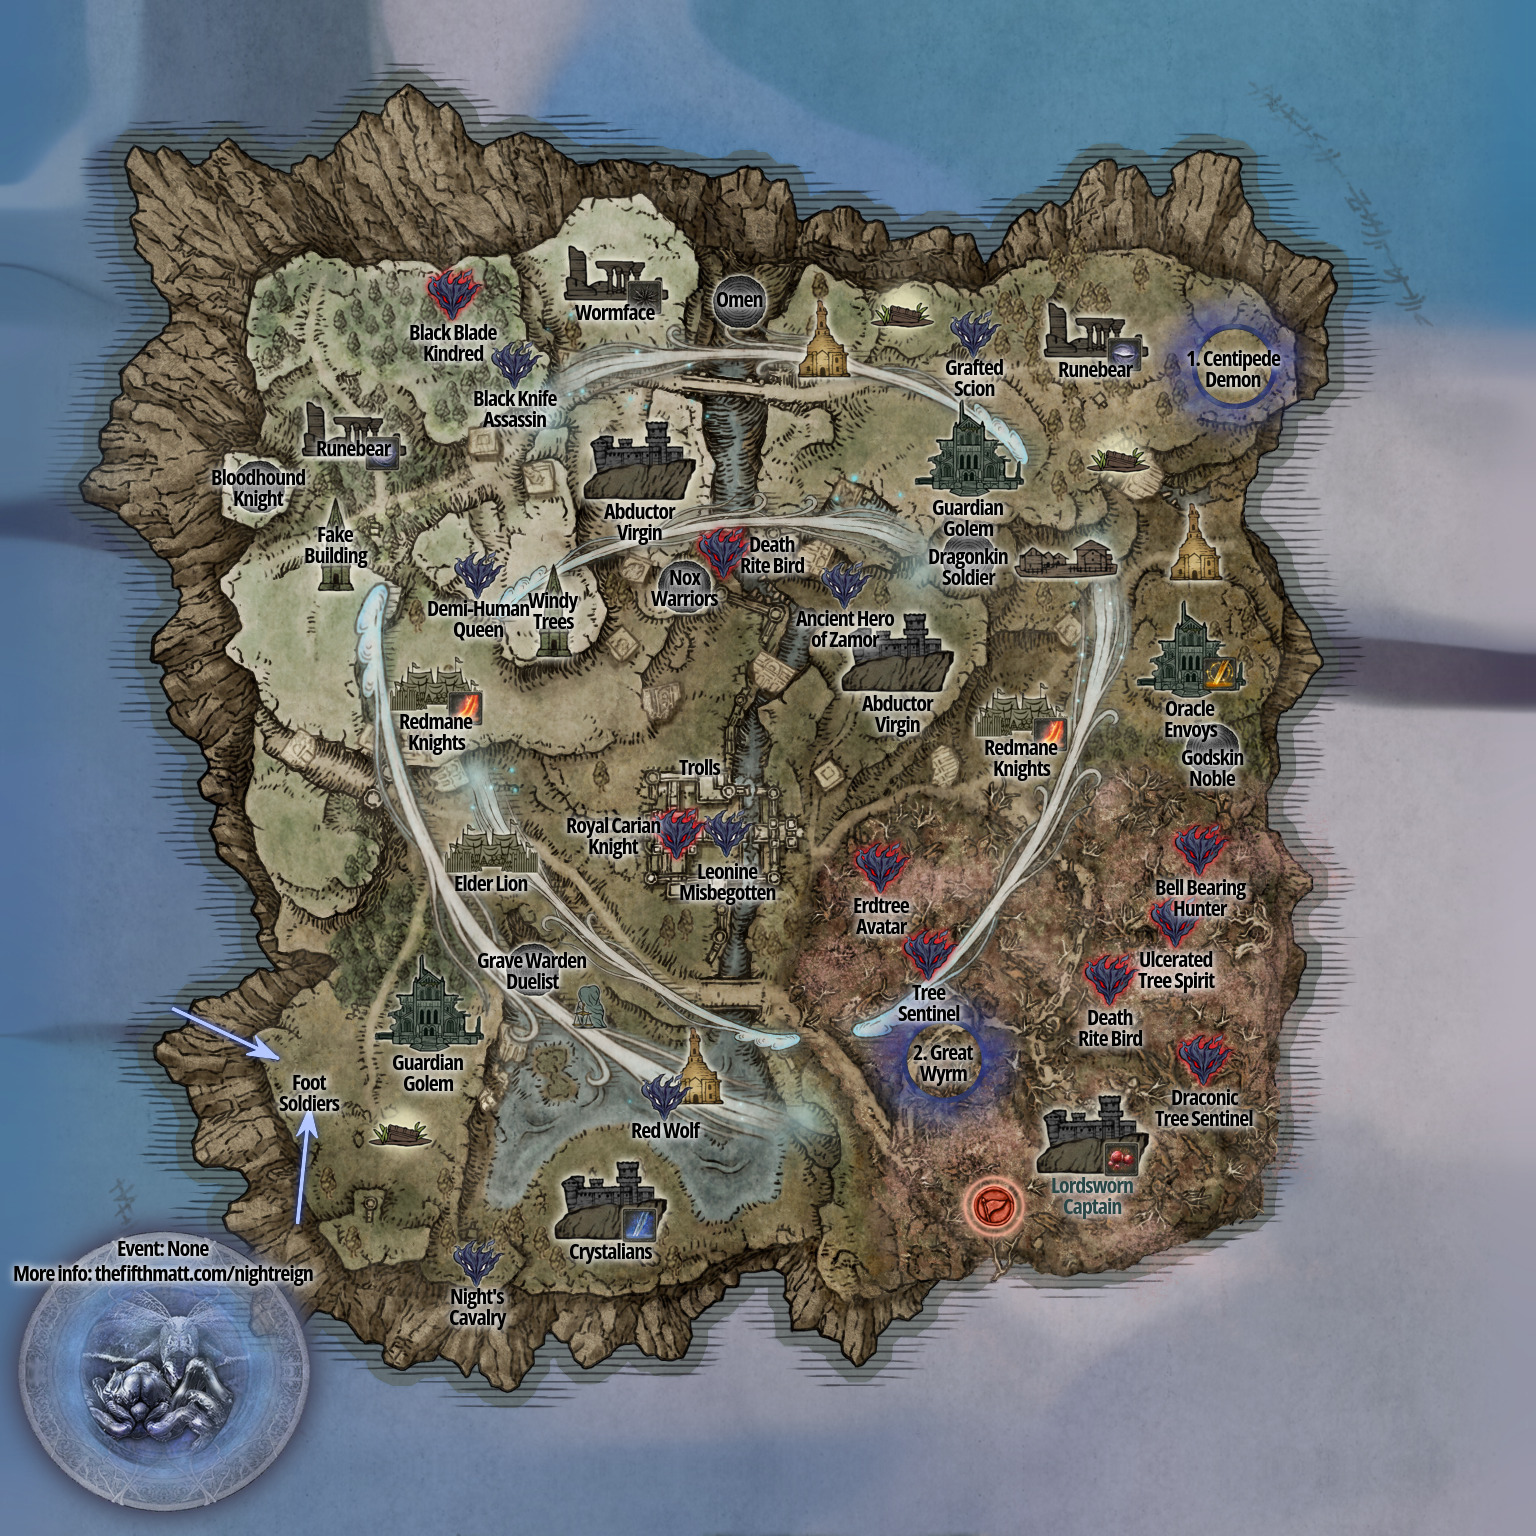 Wormface
Omen
Black Blade
Kindred
Grafted
Scion
Runebear
1. Centipede
Demon
Black Knife
Assassin
Runebear
Bloodhound
Knight
Abductor
Virgin
Guardian
Golem
Fake
Building
Death
Rite Bird
Dragonkin
Soldier
Nox
Warriors
Demi-Human
Queen
Windy
Trees
Ancient Hero
of Zamor
Abductor
Virgin
Redmane
Knights
Oracle
Envoys
Redmane
Knights
Godskin
Noble
Trolls
Royal Carian
Knight
Leonine
Misbegotten
Elder Lion
Erdtree
Avatar
Bell Bearing
Hunter
Grave Warden
Duelist
Ulcerated
Tree Spirit
Tree
Sentinel
Death
Rite Bird
Guardian
Golem
2. Great
Wyrm
Foot
Soldiers
Red Wolf
Draconic
Tree Sentinel
Lordsworn
Captain
Crystalians
Night's
Cavalry
Event: None
More info: thefifthmatt.com/nightreign